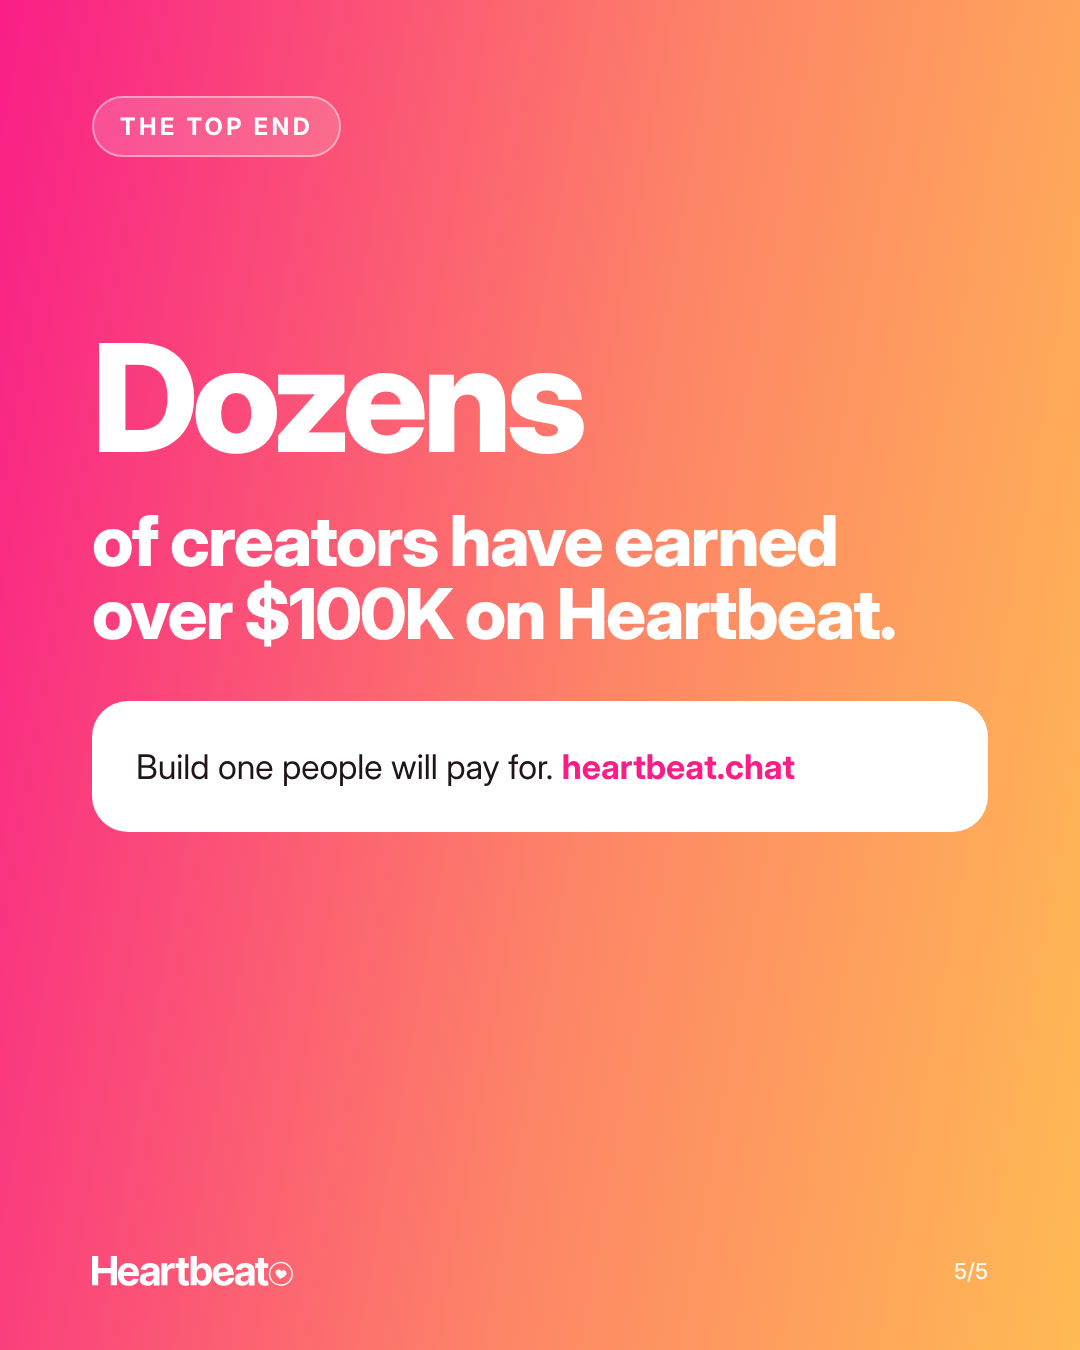 THE TOP END
Dozens
of creators have earned
over $100K on Heartbeat.
Build one people will pay for. heartbeat.chat
Heartbeat
5/5